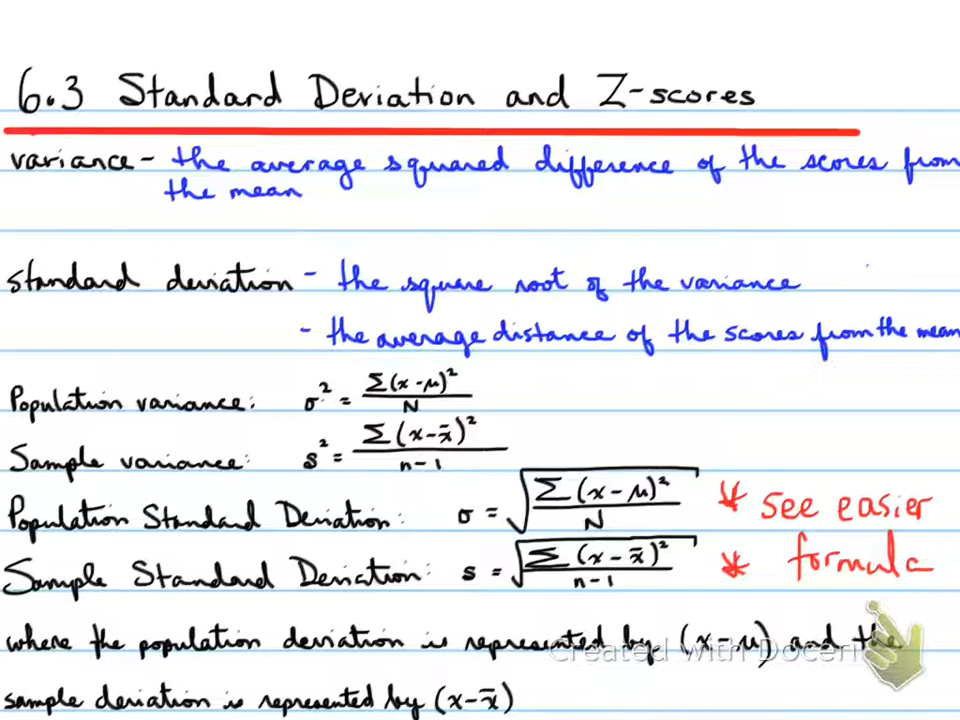 6.3 Standard Deviation and Z-scores
variance - the average squared difference of the scores from
the mean
standard deviation - the square root of the variance
- the average distance of the scores from the mean
Population variance: σ² = Σ(x-μ)² / N
Sample variance: s² = Σ(x-x̄)² / n-1
Population Standard Deviation: σ = √(Σ(x-μ)² / N) * see easier
Sample Standard Deviation: s = √(Σ(x-x̄)² / n-1) * formula
where the population deviation is represented by (x-μ) and the
sample deviation is represented by (x-x̄)
Created with Doceri